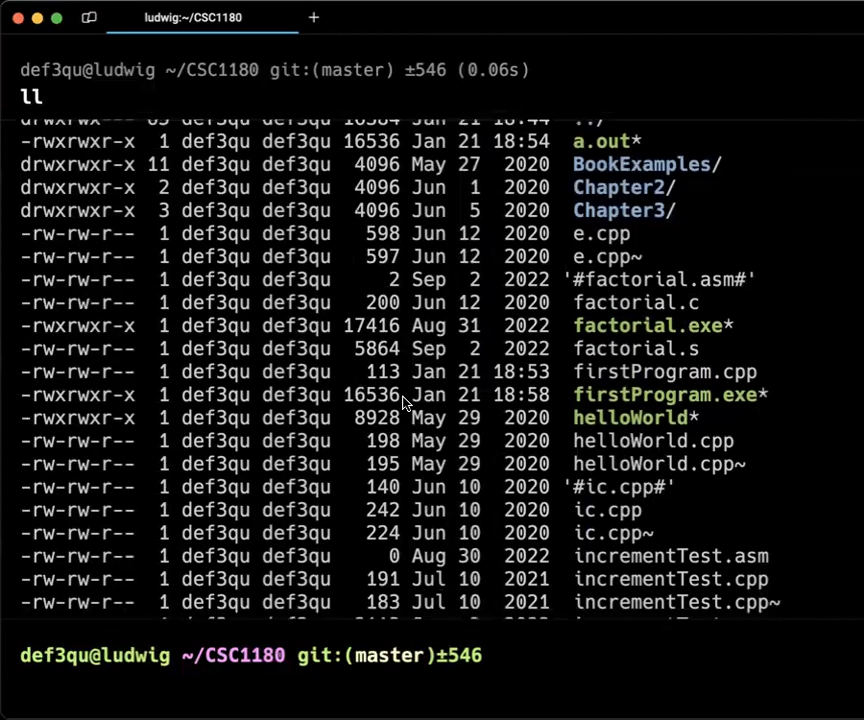 ludwig:~/CSC1180 +
def3qu@ludwig ~/CSC1180 git:(master) ±546 (0.06s)
ll
drwxrwx--- 65 def3qu def3qu 16384 Jan 21 18:44 ../
-rwxrwxr-x 1 def3qu def3qu 16536 Jan 21 18:54 a.out*
drwxrwxr-x 11 def3qu def3qu 4096 May 27 2020 BookExamples/
drwxrwxr-x 2 def3qu def3qu 4096 Jun 1 2020 Chapter2/
drwxrwxr-x 3 def3qu def3qu 4096 Jun 5 2020 Chapter3/
-rw-rw-r-- 1 def3qu def3qu 598 Jun 12 2020 e.cpp
-rw-rw-r-- 1 def3qu def3qu 597 Jun 12 2020 e.cpp~
-rw-rw-r-- 1 def3qu def3qu 2 Sep 2 2022 '#factorial.asm#'
-rw-rw-r-- 1 def3qu def3qu 200 Jun 12 2020 factorial.c
-rwxrwxr-x 1 def3qu def3qu 17416 Aug 31 2022 factorial.exe*
-rw-rw-r-- 1 def3qu def3qu 5864 Sep 2 2022 factorial.s
-rw-rw-r-- 1 def3qu def3qu 113 Jan 21 18:53 firstProgram.cpp
-rwxrwxr-x 1 def3qu def3qu 16536 Jan 21 18:58 firstProgram.exe*
-rwxrwxr-x 1 def3qu def3qu 8928 May 29 2020 helloWorld*
-rw-rw-r-- 1 def3qu def3qu 198 May 29 2020 helloWorld.cpp
-rw-rw-r-- 1 def3qu def3qu 195 May 29 2020 helloWorld.cpp~
-rw-rw-r-- 1 def3qu def3qu 140 Jun 10 2020 '#ic.cpp#'
-rw-rw-r-- 1 def3qu def3qu 242 Jun 10 2020 ic.cpp
-rw-rw-r-- 1 def3qu def3qu 224 Jun 10 2020 ic.cpp~
-rw-rw-r-- 1 def3qu def3qu 0 Aug 30 2022 incrementTest.asm
-rw-rw-r-- 1 def3qu def3qu 191 Jul 10 2021 incrementTest.cpp
-rw-rw-r-- 1 def3qu def3qu 183 Jul 10 2021 incrementTest.cpp~
def3qu@ludwig ~/CSC1180 git:(master)±546